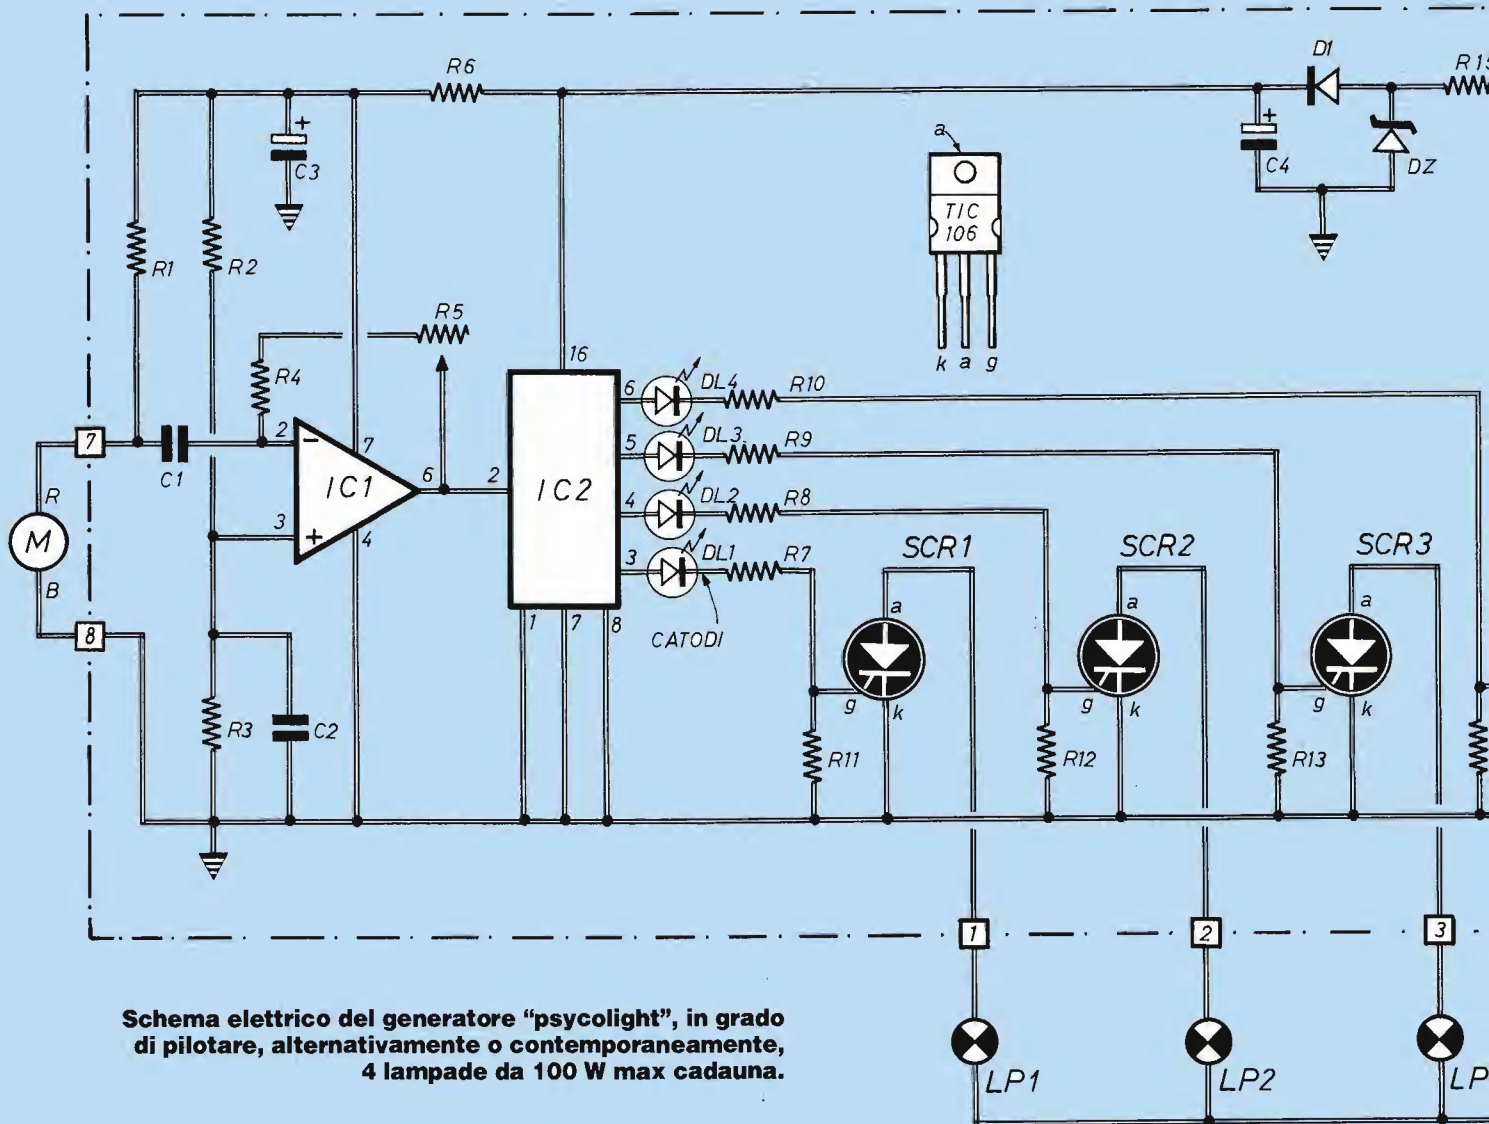 D1
R6
R15
a
+
+
C3
C4
DZ
TIC
106
R1
R2
R5
k a g
16
R4
6
DL4
R10
7
2
−
7
5
DL3
R9
C1
IC1
6
2
IC2
R
4
DL2
R8
3
+
4
M
SCR1
SCR2
SCR3
3
DL1
R7
B
a
a
a
8
1
7
8
CATODI
g
k
g
k
g
k
R3
C2
R11
R12
R13
1
2
3
Schema elettrico del generatore “psycolight”, in grado
di pilotare, alternativamente o contemporaneamente,
4 lampade da 100 W max cadauna.
LP1
LP2
LP